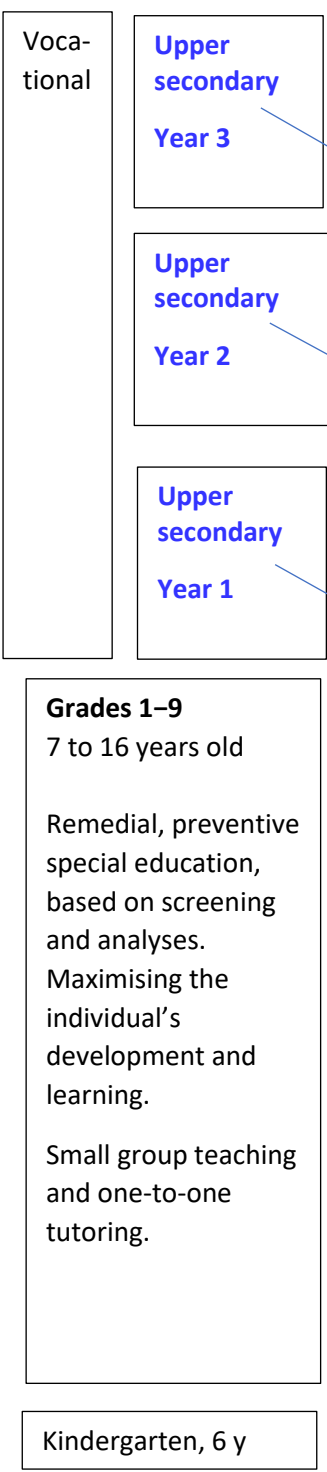 Voca-
tional
Upper
secondary
Year 3
Upper
secondary
Year 2
Upper
secondary
Year 1
Grades 1–9
7 to 16 years old
Remedial, preventive
special education,
based on screening
and analyses.
Maximising the
individual’s
development and
learning.
Small group teaching
and one-to-one
tutoring.
Kindergarten, 6 y